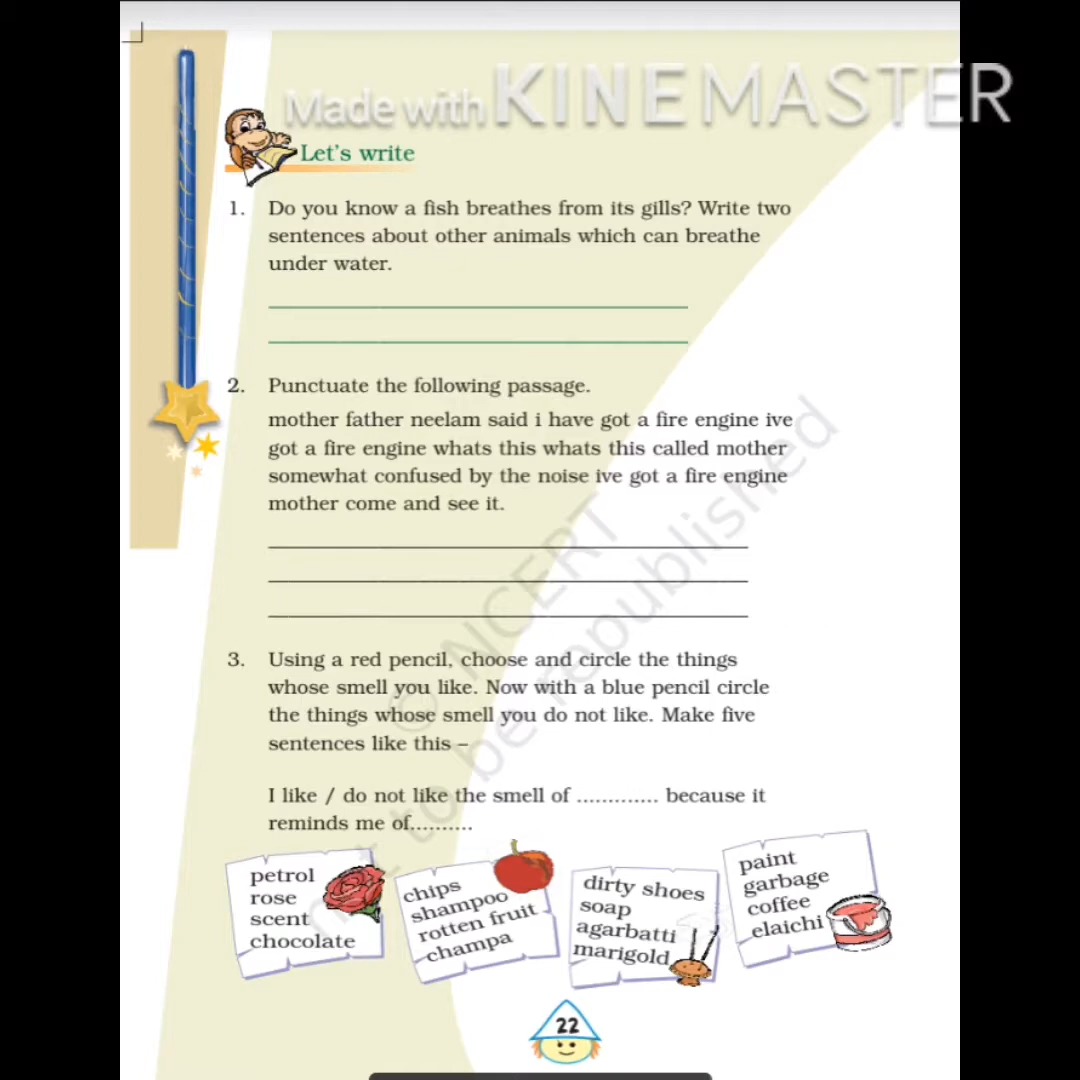 Made with KINEMASTER
Let's write
1. Do you know a fish breathes from its gills? Write two
sentences about other animals which can breathe
under water.
2. Punctuate the following passage.
mother father neelam said i have got a fire engine ive
got a fire engine whats this whats this called mother
somewhat confused by the noise ive got a fire engine
mother come and see it.
3. Using a red pencil, choose and circle the things
whose smell you like. Now with a blue pencil circle
the things whose smell you do not like. Make five
sentences like this –
I like / do not like the smell of ............. because it
reminds me of..........
petrol
rose
scent
chocolate
chips
shampoo
rotten fruit
champa
dirty shoes
soap
agarbatti
marigold
paint
garbage
coffee
elaichi
22
© NCERT
not to be republished